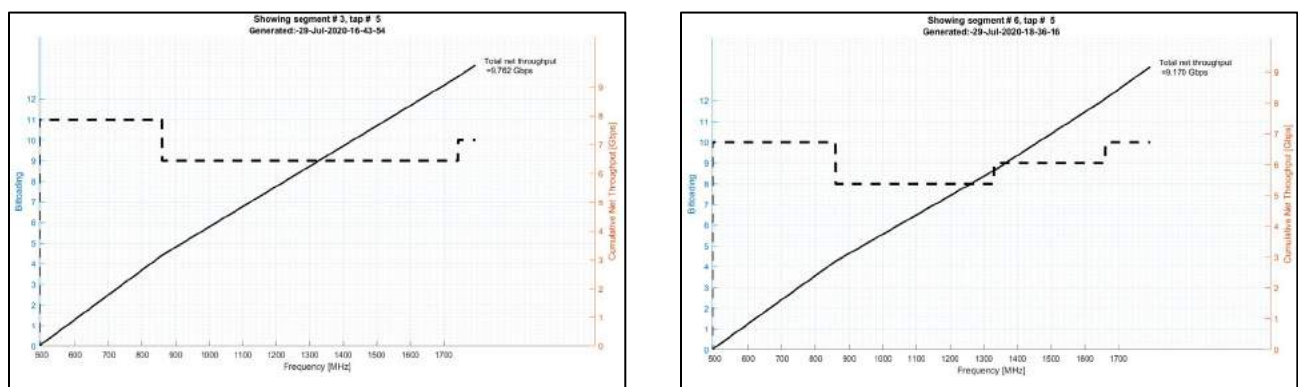 Showing segment # 3, tap # 5
Generated:-29-Jul-2020-16-43-54
Total net throughput
=9.762 Gbps
12
11
10
9
8
7
6
5
4
3
2
1
0
Bitloading
9
8
7
6
5
4
3
2
1
0
Cumulative Net Throughput [Gbps]
500 600 700 800 900 1000 1100 1200 1300 1400 1500 1600 1700
Frequency [MHz]
Showing segment # 6, tap # 5
Generated:-29-Jul-2020-18-36-16
Total net throughput
=9.170 Gbps
12
11
10
9
8
7
6
5
4
3
2
1
0
Bitloading
9
8
7
6
5
4
3
2
1
0
Cumulative Net Throughput [Gbps]
500 600 700 800 900 1000 1100 1200 1300 1400 1500 1600 1700
Frequency [MHz]